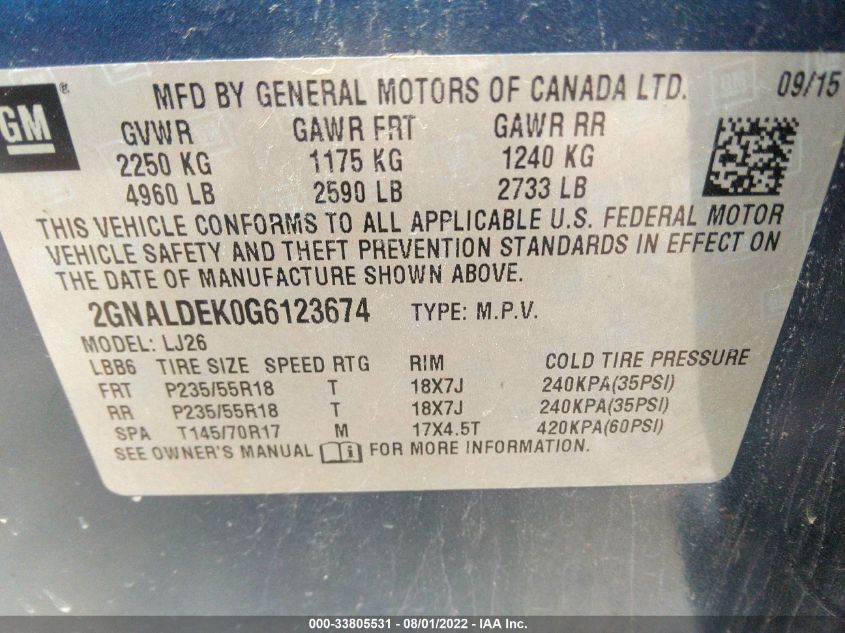 GM ®
MFD BY GENERAL MOTORS OF CANADA LTD. 09/15
GVWR GAWR FRT GAWR RR
2250 KG 1175 KG 1240 KG
4960 LB 2590 LB 2733 LB
THIS VEHICLE CONFORMS TO ALL APPLICABLE U.S. FEDERAL MOTOR
VEHICLE SAFETY AND THEFT PREVENTION STANDARDS IN EFFECT ON
THE DATE OF MANUFACTURE SHOWN ABOVE.
2GNALDEK0G6123674 TYPE: M.P.V.
MODEL: LJ26
LBB6 TIRE SIZE SPEED RTG RIM COLD TIRE PRESSURE
FRT P235/55R18 T 18X7J 240KPA(35PSI)
RR P235/55R18 T 18X7J 240KPA(35PSI)
SPA T145/70R17 M 17X4.5T 420KPA(60PSI)
SEE OWNER'S MANUAL i FOR MORE INFORMATION.
000-33805531 - 08/01/2022 - IAA Inc.